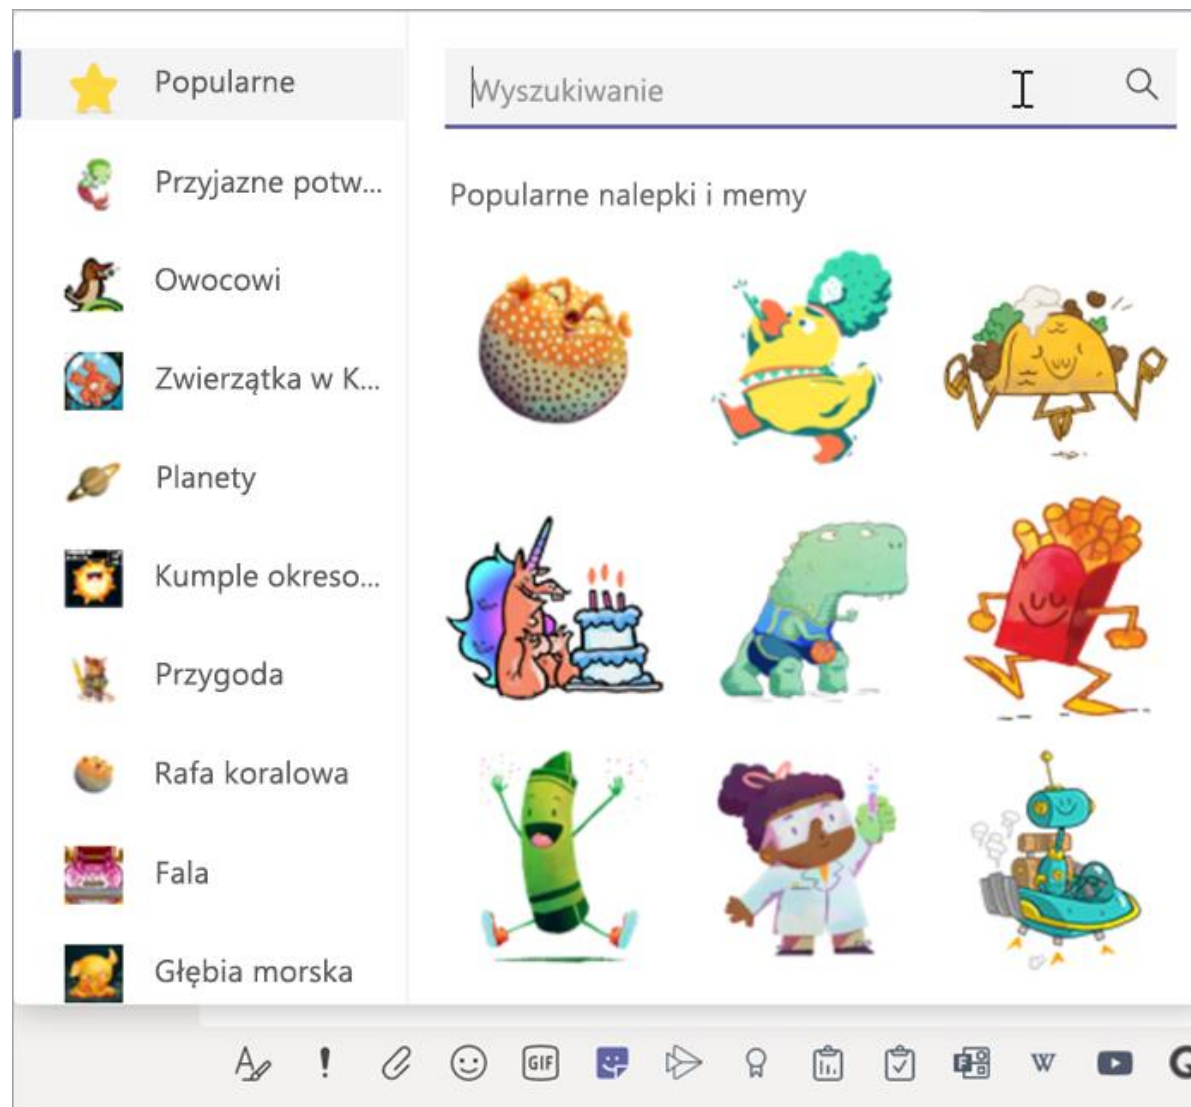 Popularne
Przyjazne potw...
Owocowi
Zwierzątka w K...
Planety
Kumple okreso...
Przygoda
Rafa koralowa
Fala
Głębia morska
Wyszukiwanie
Popularne nalepki i memy
GIF
W